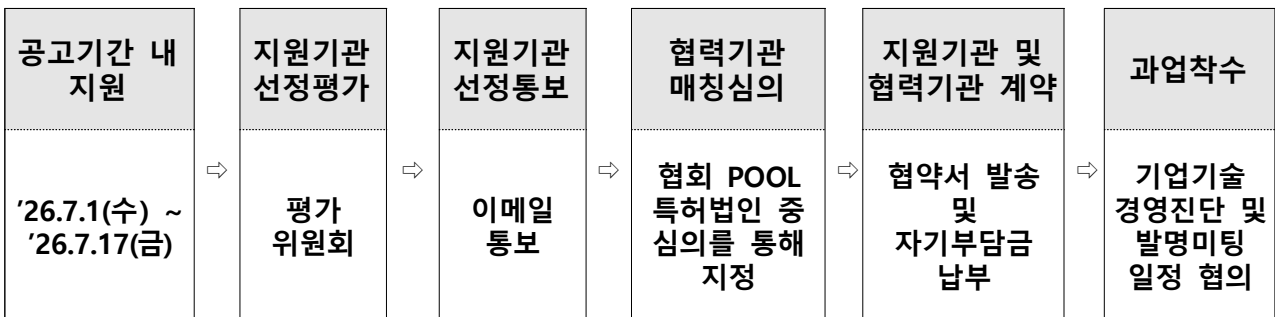 공고기간 내
지원
지원기관
선정평가
지원기관
선정통보
협력기관
매칭심의
지원기관 및
협력기관 계약
과업착수
'26.7.1(수) ~
'26.7.17(금)
⇨
평가
위원회
⇨
이메일
통보
⇨
협회 POOL
특허법인 중
심의를 통해
지정
⇨
협약서 발송
및
자기부담금
납부
⇨
기업기술
경영진단 및
발명미팅
일정 협의